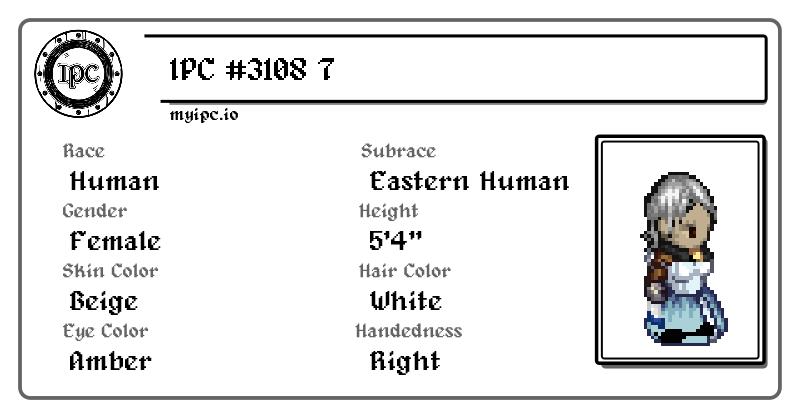 IPC
IPC #3108 7
myipc.io
Race
Human
Subrace
Eastern Human
Gender
Female
Height
5'4"
Skin Color
Beige
Hair Color
White
Eye Color
Amber
Handedness
Right